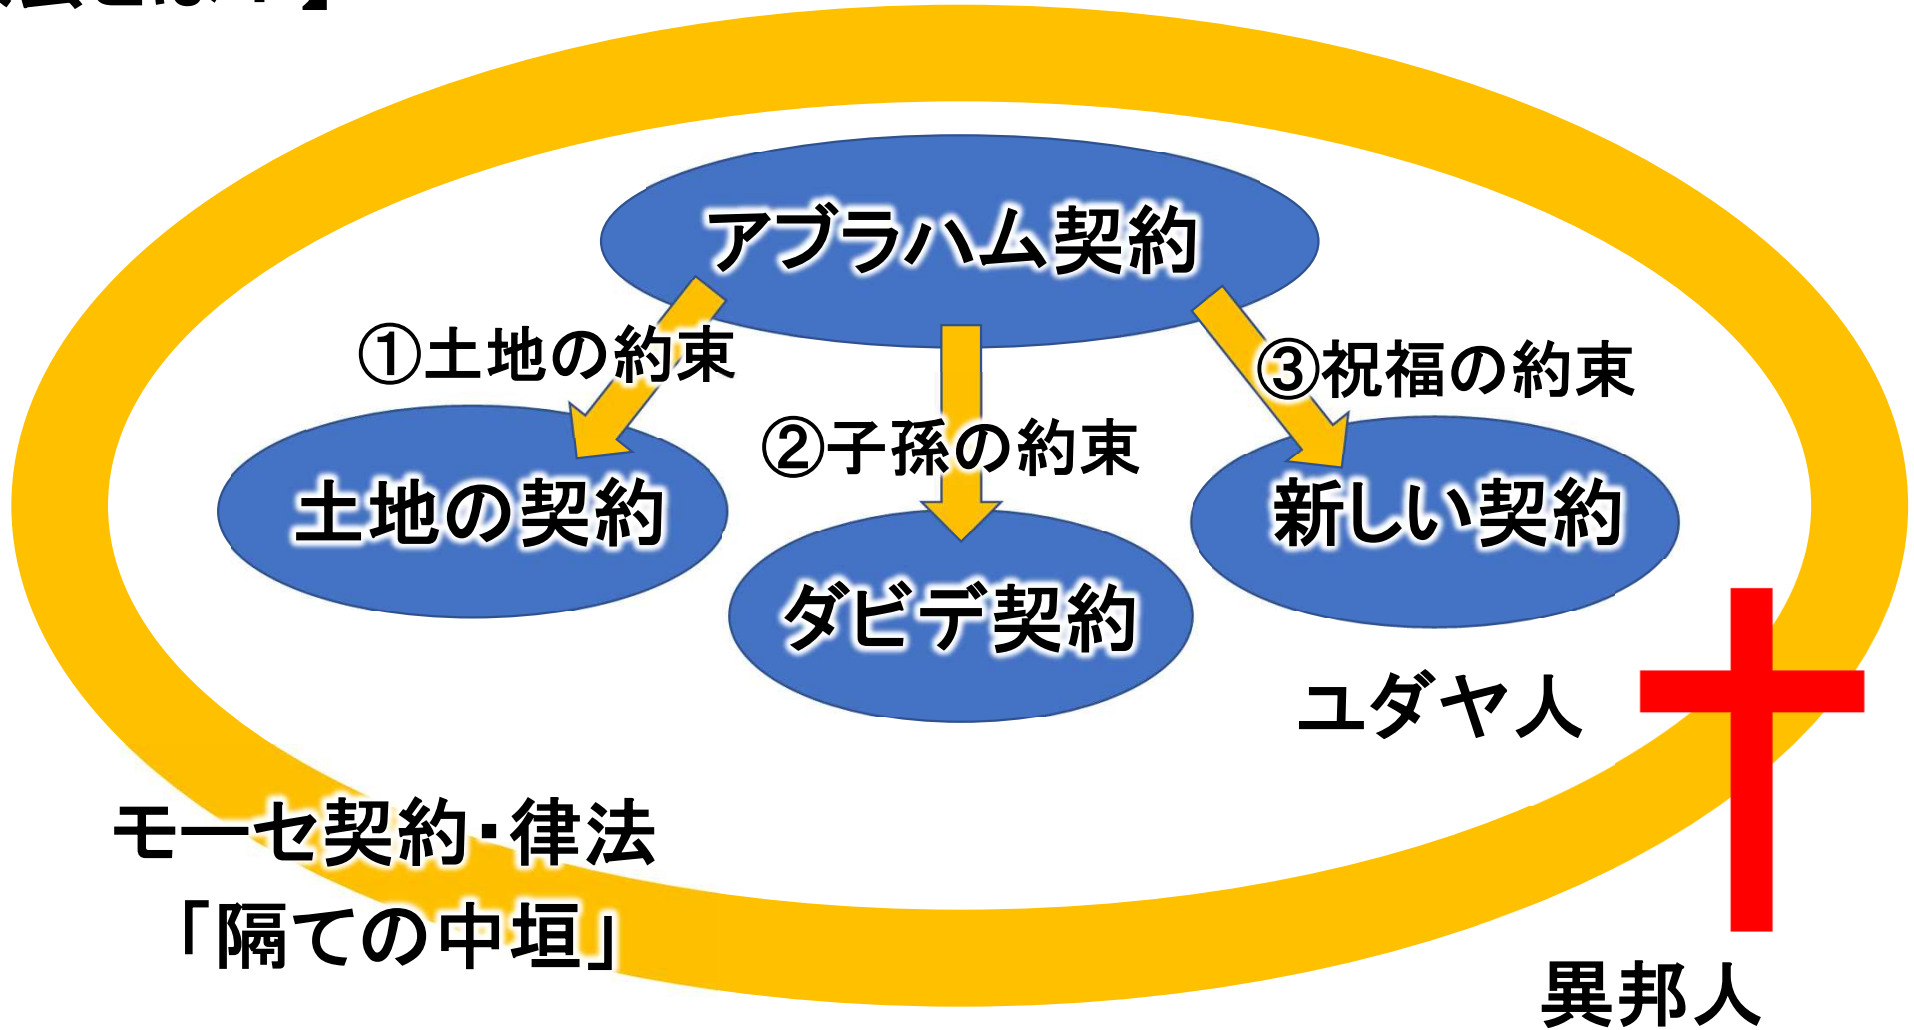 とは？】
アブラハム契約
①土地の約束
③祝福の約束
②子孫の約束
土地の契約
新しい契約
ダビデ契約
ユダヤ人
モーセ契約・律法
「隔ての中垣」
異邦人